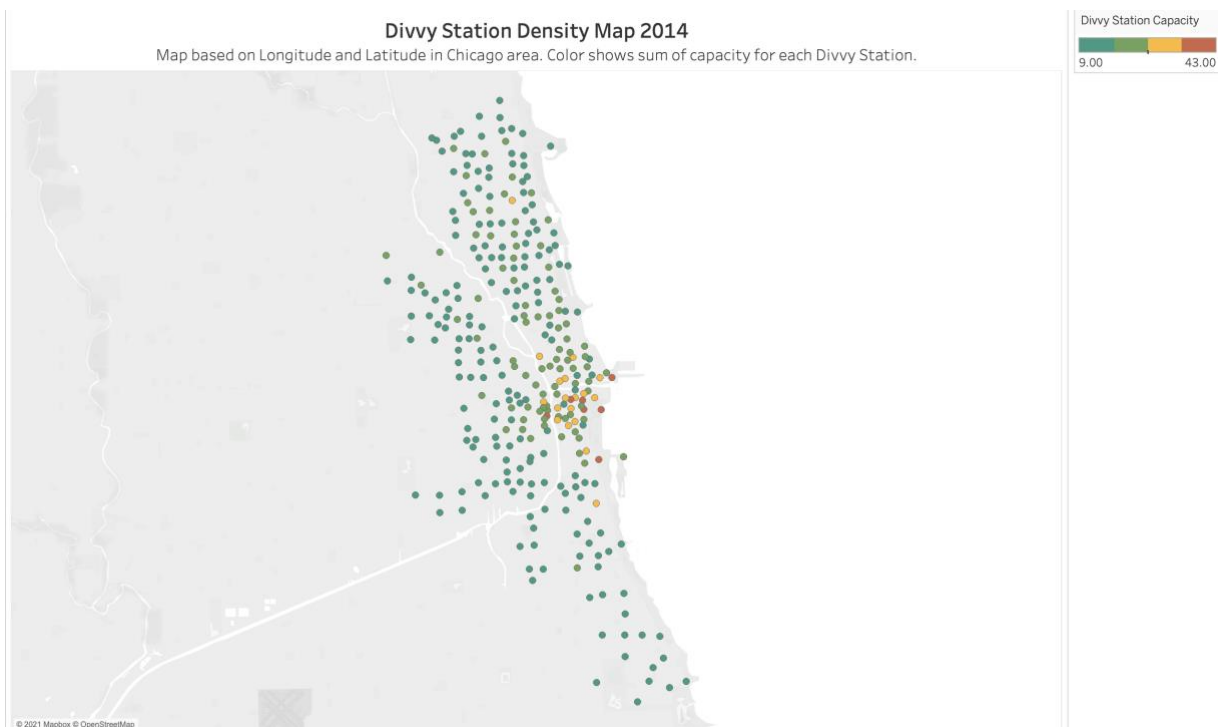 Divvy Station Density Map 2014
Map based on Longitude and Latitude in Chicago area. Color shows sum of capacity for each Divvy Station.
Divvy Station Capacity
9.00 43.00
© 2021 Mapbox © OpenStreetMap